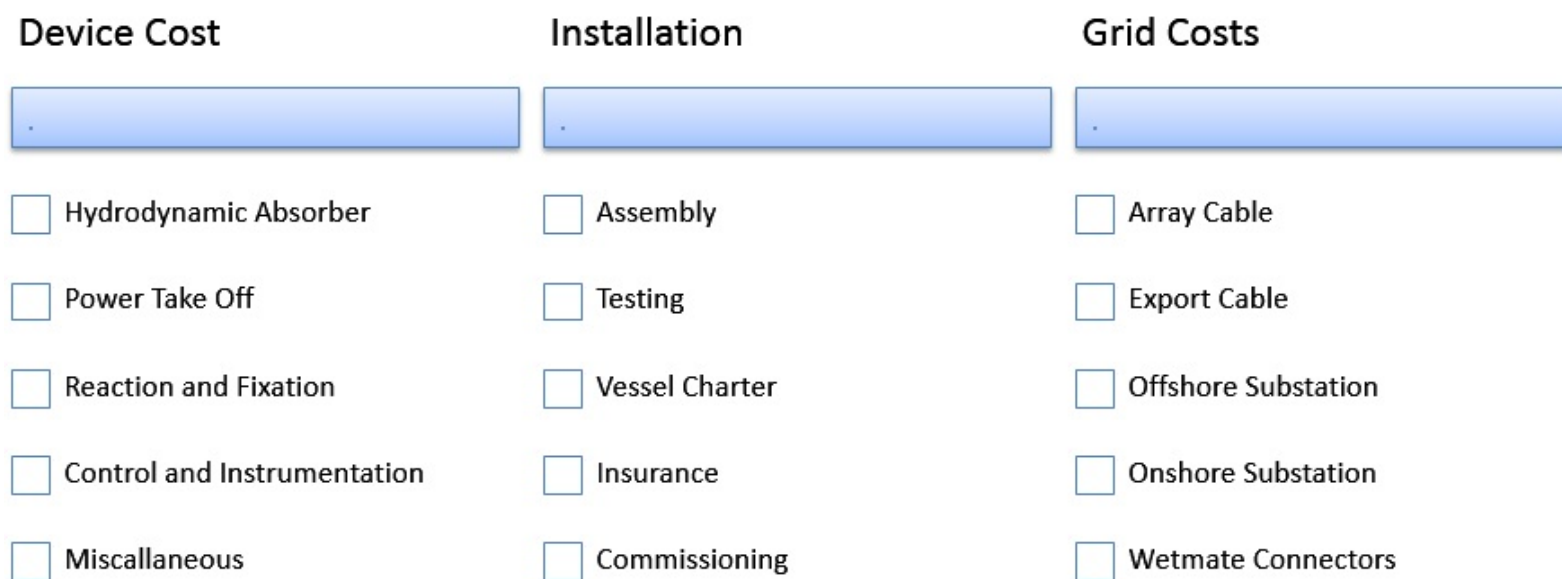 Device Cost
Installation
Grid Costs
.
.
.
Hydrodynamic Absorber
Assembly
Array Cable
Power Take Off
Testing
Export Cable
Reaction and Fixation
Vessel Charter
Offshore Substation
Control and Instrumentation
Insurance
Onshore Substation
Miscallaneous
Commissioning
Wetmate Connectors